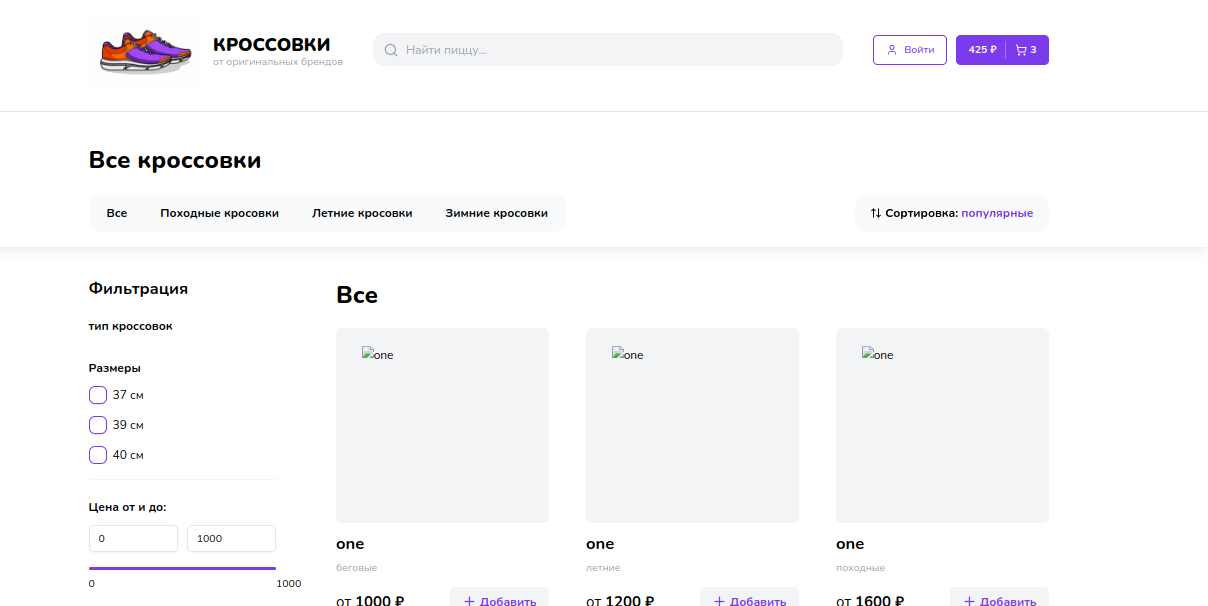 КРОССОВКИ
от оригинальных брендов
Найти пиццу...
Войти
425 ₽
3
Все кроссовки
Все
Походные кросовки
Летние кросовки
Зимние кросовки
Сортировка: популярные
Фильтрация
тип кроссовок
Размеры
37 см
39 см
40 см
Цена от и до:
0
1000
0
1000
Все
one
one
one
one
one
one
беговые
летние
походные
от 1000 ₽
Добавить
от 1200 ₽
Добавить
от 1600 ₽
Добавить